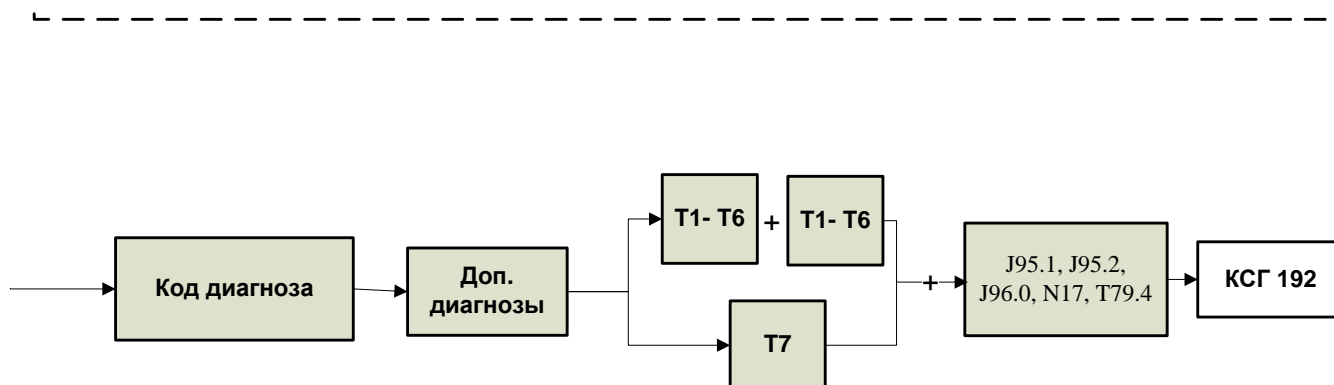 Код диагноза
Доп.
диагнозы
Т1- Т6 + Т1- Т6
Т7
+
J95.1, J95.2,
J96.0, N17, T79.4
КСГ 192